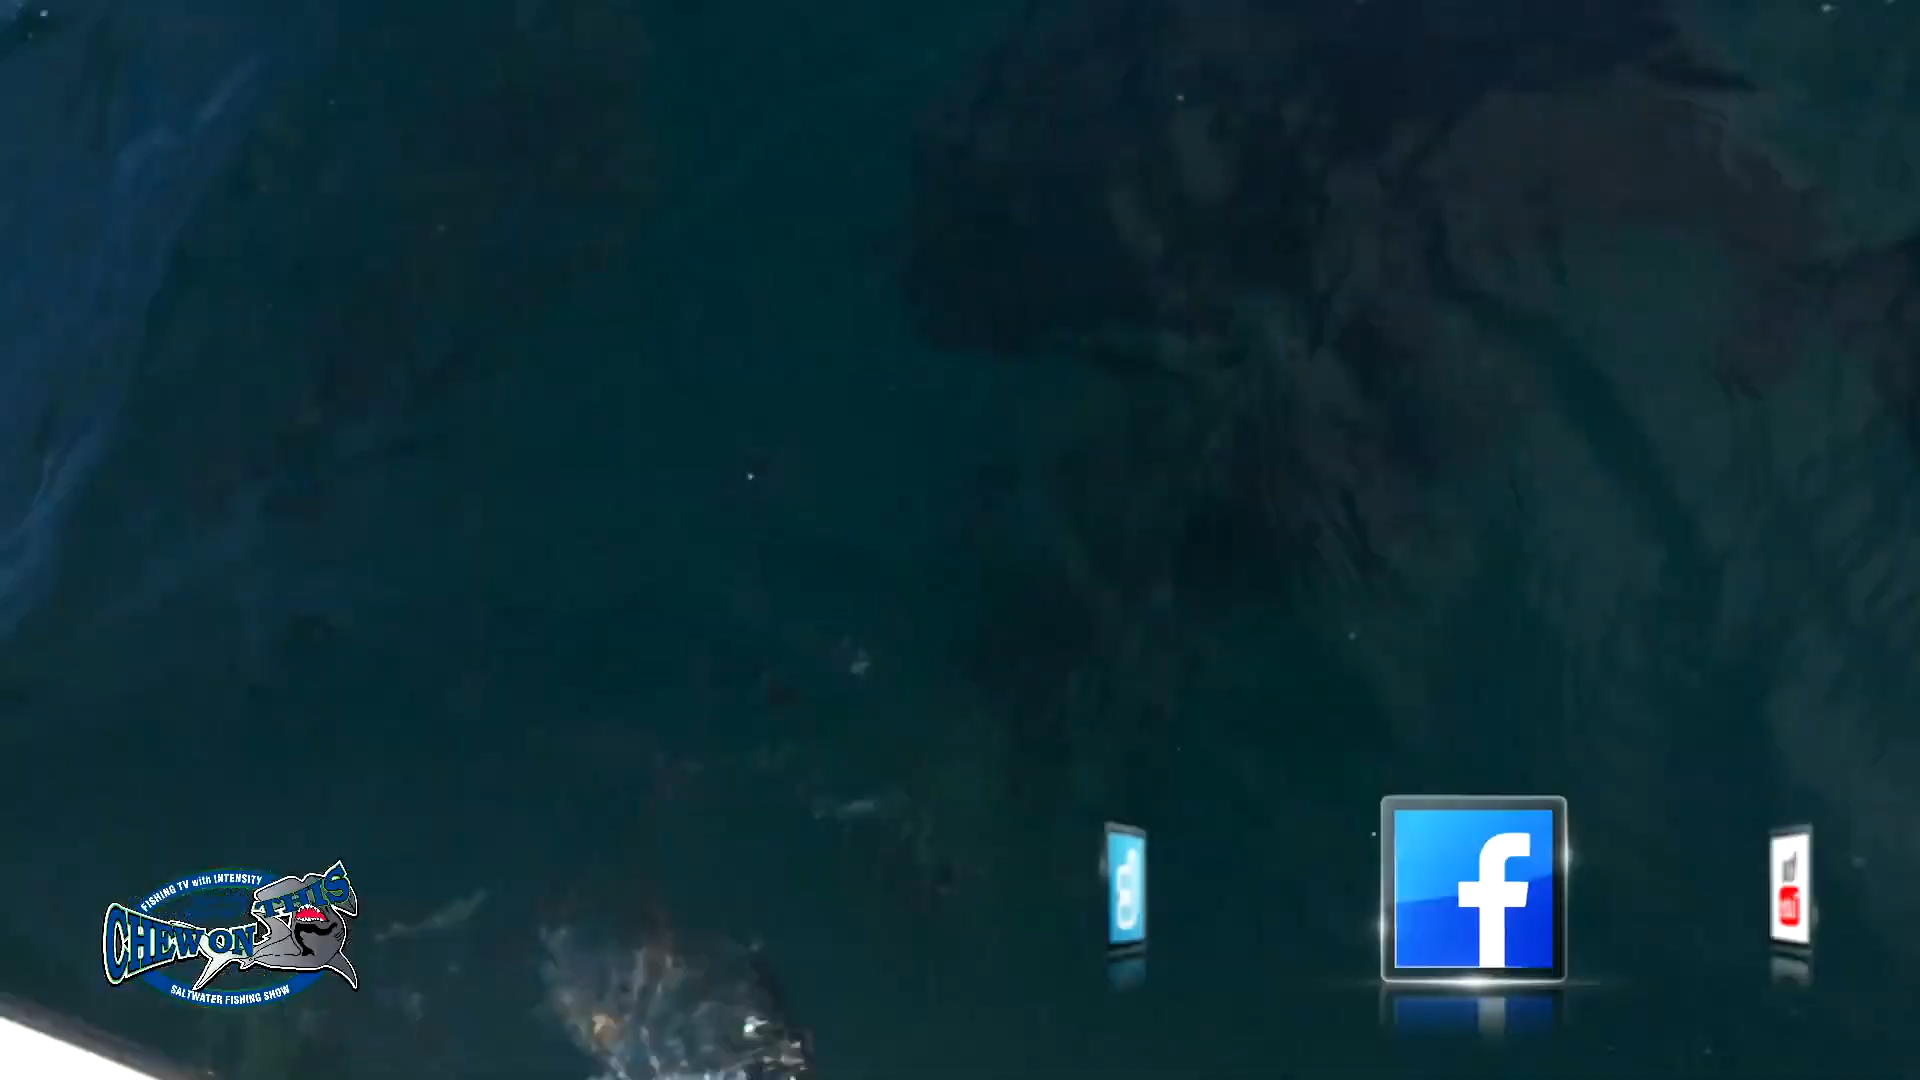 FISHING TV with INTENSITY
CHEW ON THIS
SALTWATER FISHING SHOW
f